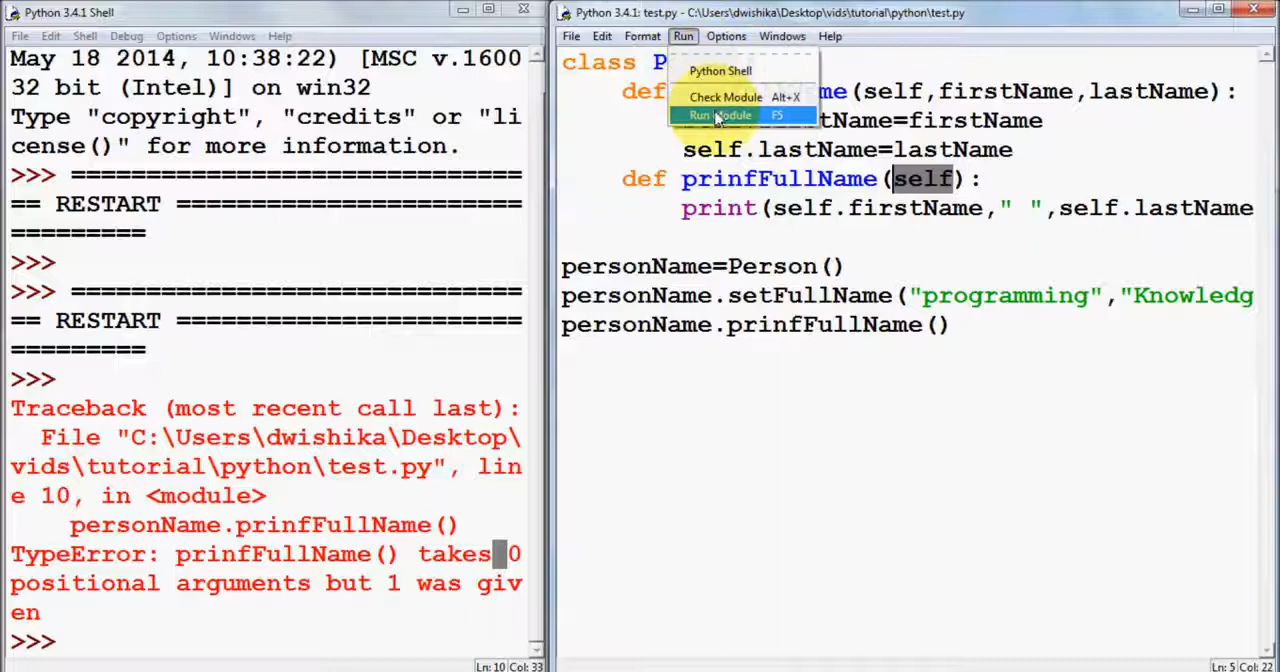 Python 3.4.1 Shell
File Edit Shell Debug Options Windows Help
May 18 2014, 10:38:22) [MSC v.1600
32 bit (Intel)] on win32
Type "copyright", "credits" or "li
cense()" for more information.
>>> ==============================
== RESTART =======================
=========
>>>
>>> ==============================
== RESTART =======================
=========
>>>
Traceback (most recent call last):
File "C:\Users\dwishika\Desktop\
vids\tutorial\python\test.py", lin
e 10, in <module>
personName.prinfFullName()
TypeError: prinfFullName() takes 0
positional arguments but 1 was giv
en
>>>
Ln: 10 Col: 33
Python 3.4.1: test.py - C:\Users\dwishika\Desktop\vids\tutorial\python\test.py
File Edit Format Run Options Windows Help
Python Shell
Check Module Alt+X
Run Module F5
class P
def me(self,firstName,lastName):
=firstName
self.lastName=lastName
def prinfFullName(self):
print(self.firstName," ",self.lastName
personName=Person()
personName.setFullName("programming","Knowledg
personName.prinfFullName()
Ln: 5 Col: 22